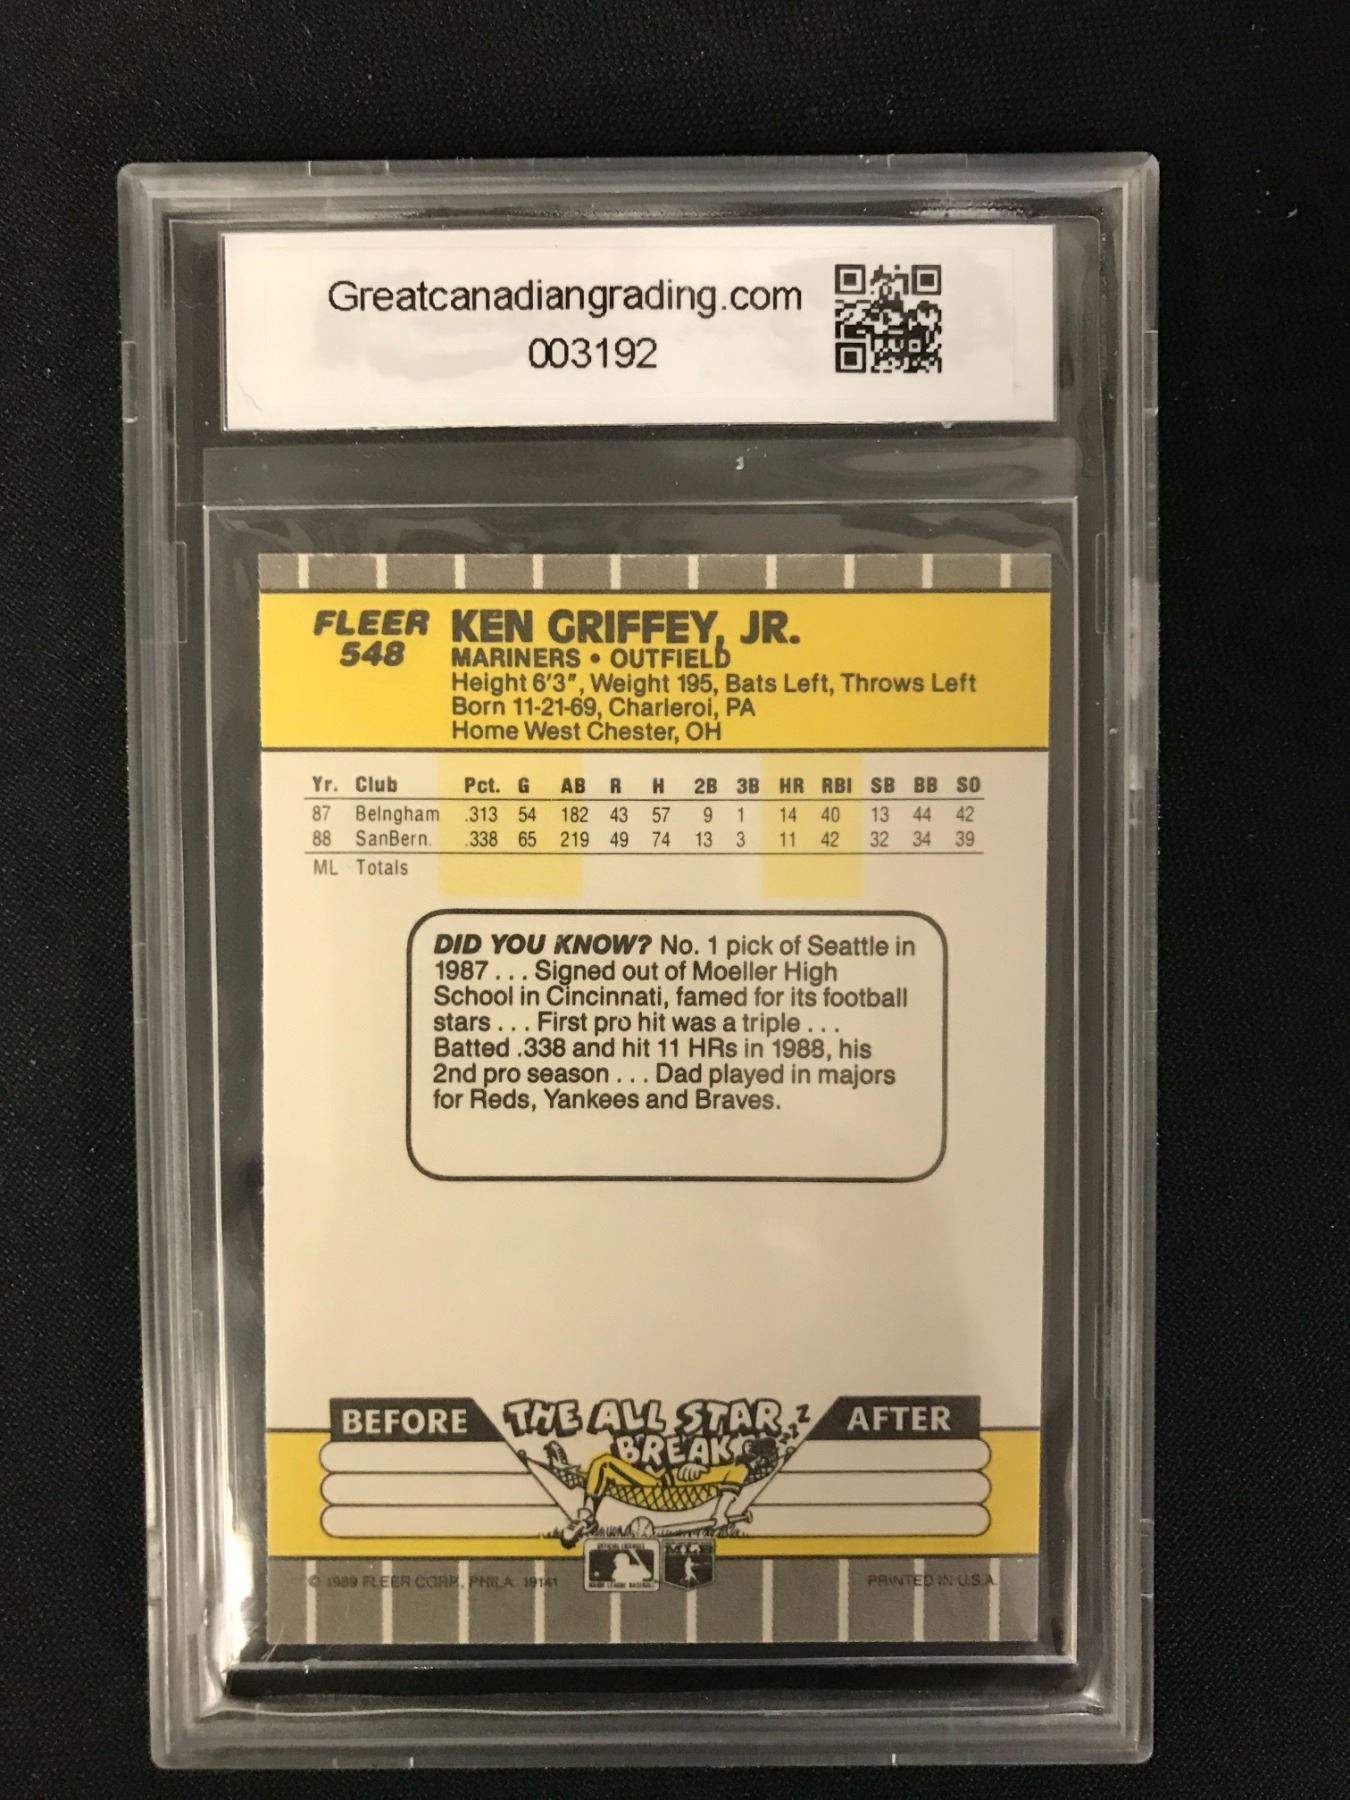 Greatcanadiangrading.com
003192
FLEER KEN GRIFFEY, JR.
548 MARINERS • OUTFIELD
Height 6'3", Weight 195, Bats Left, Throws Left
Born 11-21-69, Charleroi, PA
Home West Chester, OH
Yr. Club Pct. G AB R H 2B 3B HR RBI SB BB SO
87 Belngham .313 54 182 43 57 9 1 14 40 13 44 42
88 SanBern. .338 65 219 49 74 13 3 11 42 32 34 39
ML Totals
DID YOU KNOW? No. 1 pick of Seattle in
1987 . . . Signed out of Moeller High
School in Cincinnati, famed for its football
stars . . . First pro hit was a triple . . .
Batted .338 and hit 11 HRs in 1988, his
2nd pro season . . . Dad played in majors
for Reds, Yankees and Braves.
BEFORE THE ALL STAR Z AFTER
BREAK Z Z Z
MLB
© 1989 FLEER CORP., PHILA. 19141 PRINTED IN U.S.A.